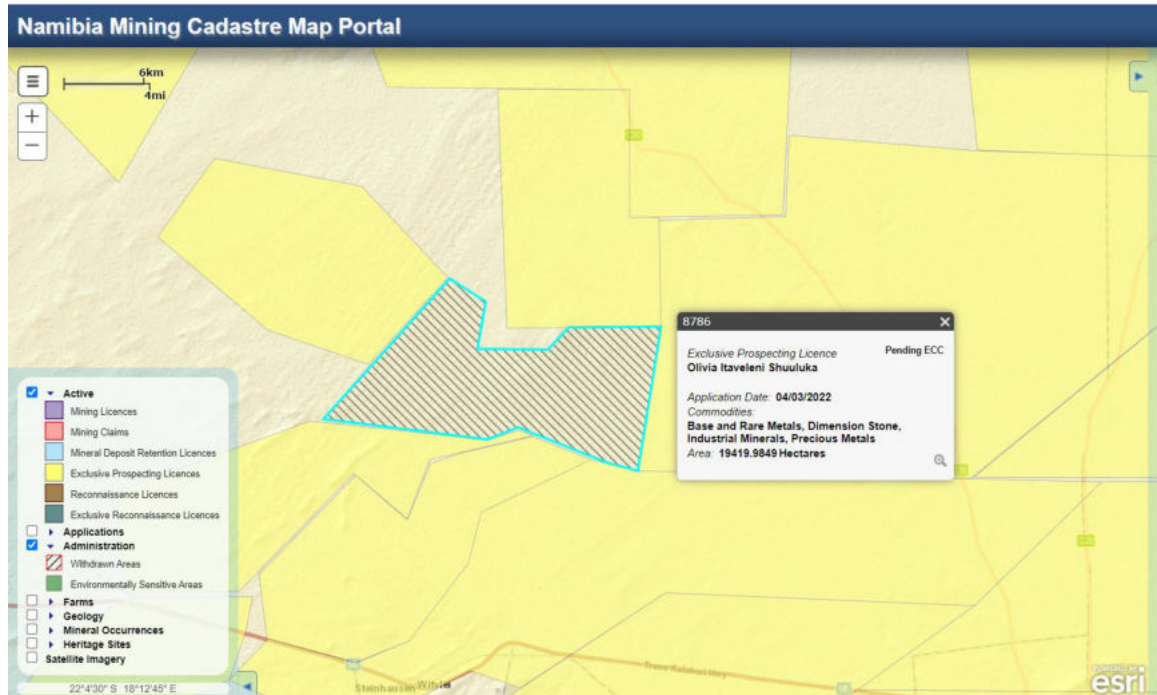 Namibia Mining Cadastre Map Portal
6km
4mi
+
−
8786
Exclusive Prospecting Licence
Pending ECC
Olivia Itaveleni Shuuluka
Application Date: 04/03/2022
Commodities:
Base and Rare Metals, Dimension Stone,
Industrial Minerals, Precious Metals
Area: 19419.9849 Hectares
Active
Mining Licences
Mining Claims
Mineral Deposit Retention Licences
Exclusive Prospecting Licences
Reconnaissance Licences
Exclusive Reconnaissance Licences
Applications
Administration
Withdrawn Areas
Environmentally Sensitive Areas
Farms
Geology
Mineral Occurrences
Heritage Sites
Satellite Imagery
22°4'30" S 18°12'45" E
Steinhausen
Witvlei
Trans-Kalahari Hwy
POWERED BY
esri